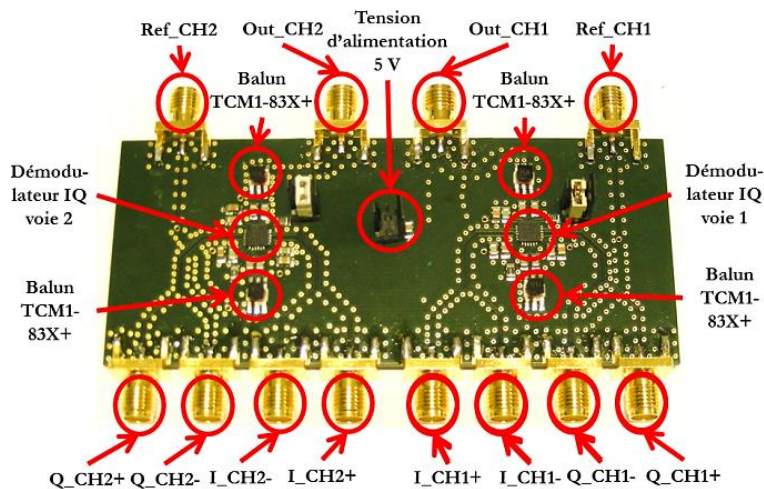 Tension
d'alimentation
5 V
Ref_CH2
Out_CH2
Out_CH1
Ref_CH1
Balun
TCM1-83X+
Balun
TCM1-83X+
Démodu-
lateur IQ
voie 2
Démodu-
lateur IQ
voie 1
Balun
TCM1-
83X+
Balun
TCM1-
83X+
Q_CH2+
Q_CH2-
I_CH2-
I_CH2+
I_CH1+
I_CH1-
Q_CH1-
Q_CH1+